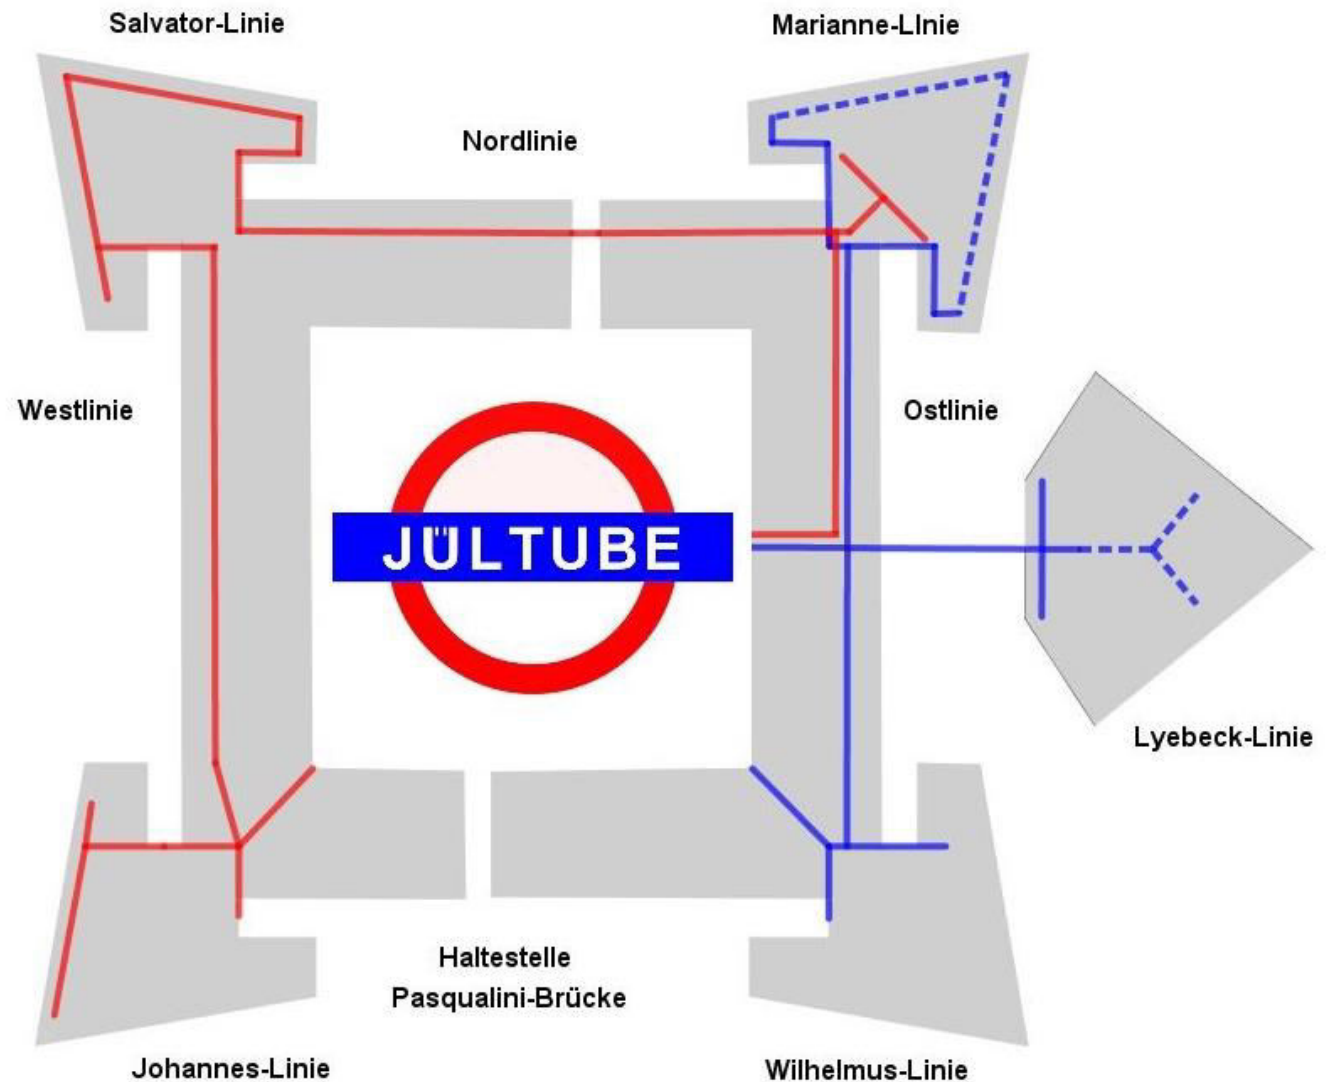 Salvator-Linie
Marianne-LInie
Nordlinie
Westlinie
Ostlinie
JÜLTUBE
Lyebeck-Linie
Haltestelle
Pasqualini-Brücke
Johannes-Linie
Wilhelmus-Linie